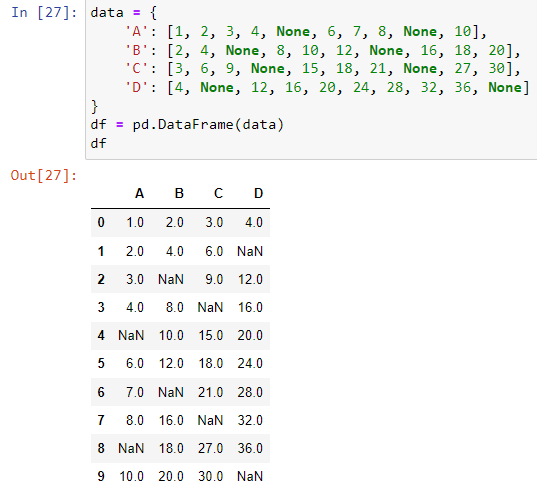 In [27]: data = {
    'A': [1, 2, 3, 4, None, 6, 7, 8, None, 10],
    'B': [2, 4, None, 8, 10, 12, None, 16, 18, 20],
    'C': [3, 6, 9, None, 15, 18, 21, None, 27, 30],
    'D': [4, None, 12, 16, 20, 24, 28, 32, 36, None]
}
df = pd.DataFrame(data)
df
Out[27]:
A B C D
0 1.0 2.0 3.0 4.0
1 2.0 4.0 6.0 NaN
2 3.0 NaN 9.0 12.0
3 4.0 8.0 NaN 16.0
4 NaN 10.0 15.0 20.0
5 6.0 12.0 18.0 24.0
6 7.0 NaN 21.0 28.0
7 8.0 16.0 NaN 32.0
8 NaN 18.0 27.0 36.0
9 10.0 20.0 30.0 NaN